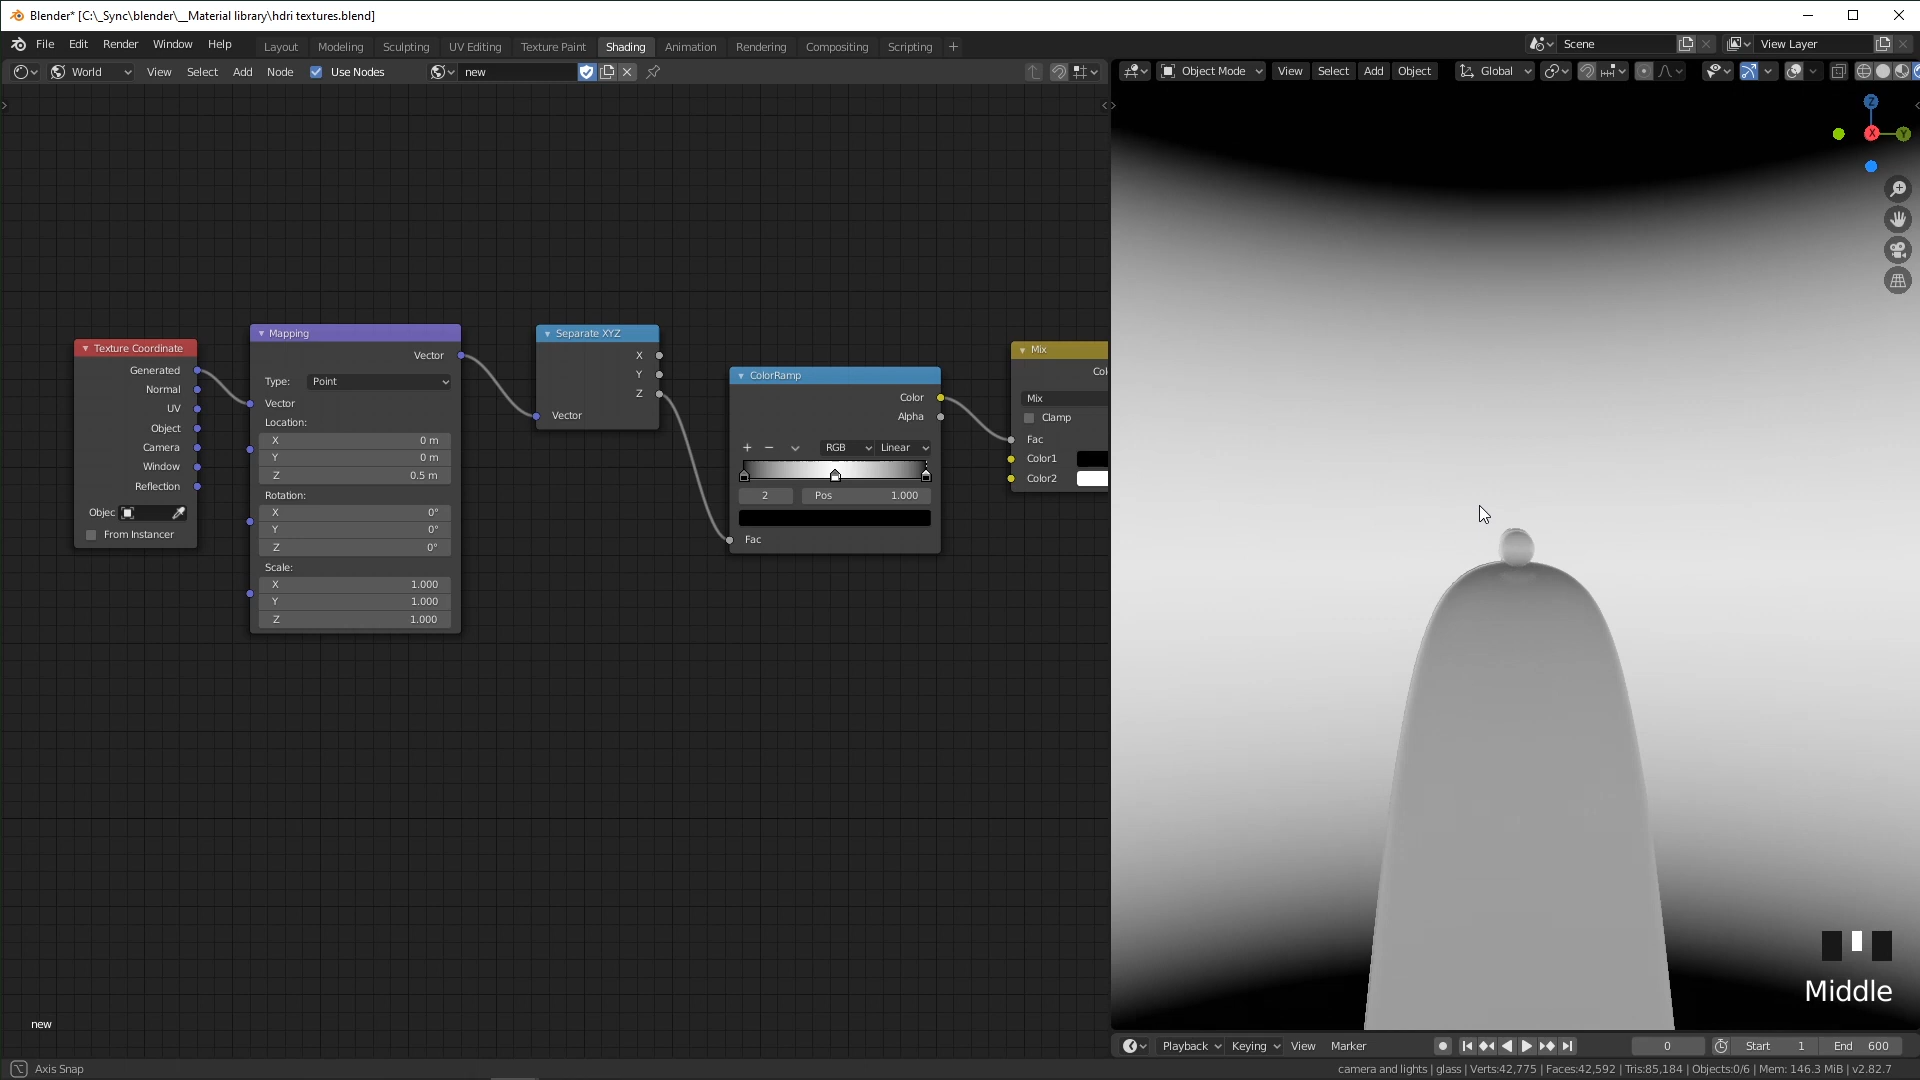 Blender* [C:\_Sync\blender\__Material library\hdri textures.blend]
File Edit Render Window Help Layout Modeling Sculpting UV Editing Texture Paint Shading Animation Rendering Compositing Scripting + Scene View Layer
World View Select Add Node Use Nodes new Object Mode View Select Add Object Global
Z
X
Y
Texture Coordinate
Generated
Normal
UV
Object
Camera
Window
Reflection
Objec
From Instancer
Mapping
Vector
Type: Point
Vector
Location:
X 0 m
Y 0 m
Z 0.5 m
Rotation:
X 0°
Y 0°
Z 0°
Scale:
X 1.000
Y 1.000
Z 1.000
Separate XYZ
X
Y
Z
Vector
ColorRamp
Color
Alpha
+ − RGB Linear
2 Pos 1.000
Fac
Mix
Col
Mix
Clamp
Fac
Color1
Color2
Middle
new
Playback Keying View Marker 0 Start 1 End 600
Axis Snap
camera and lights | glass | Verts:42,775 | Faces:42,592 | Tris:85,184 | Objects:0/6 | Mem: 146.3 MiB | v2.82.7